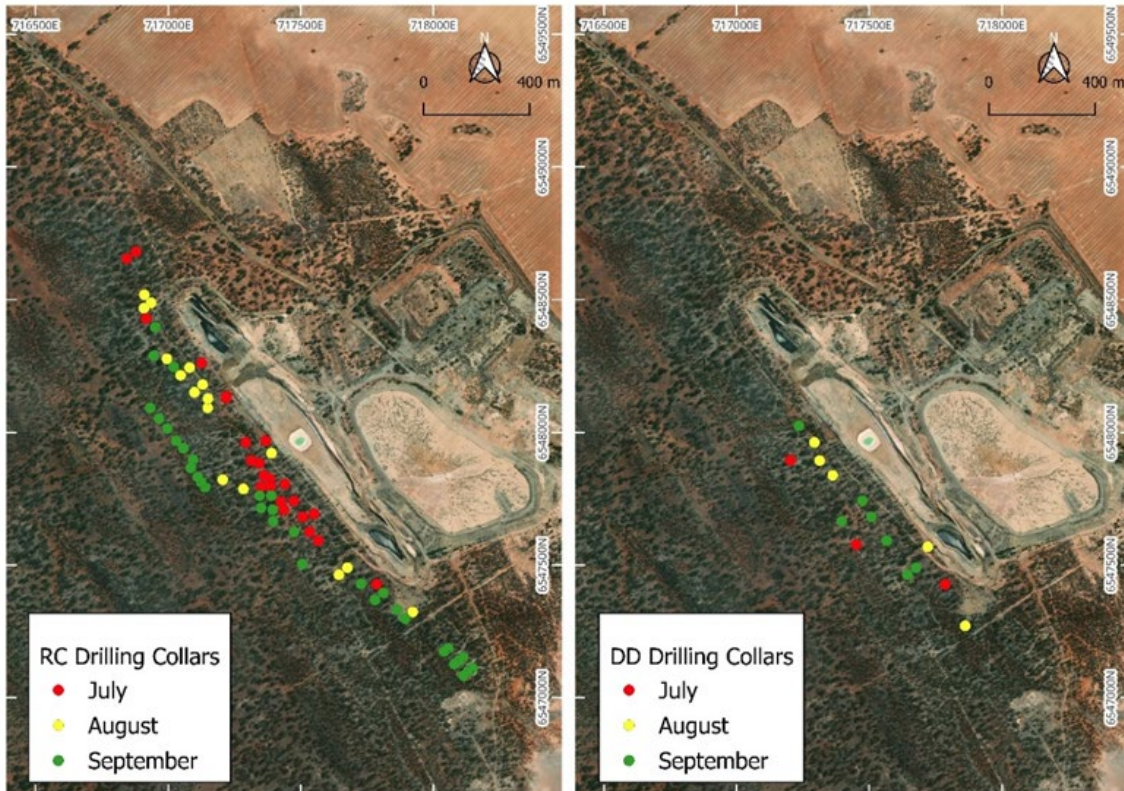 716500E 717000E 717500E 718000E
6549500N
N
0 400 m
6549000N
6548500N
6548000N
6547500N
6547000N
RC Drilling Collars
July
August
September
716500E 717000E 717500E 718000E
6549500N
N
0 400 m
6549000N
6548500N
6548000N
6547500N
6547000N
DD Drilling Collars
July
August
September